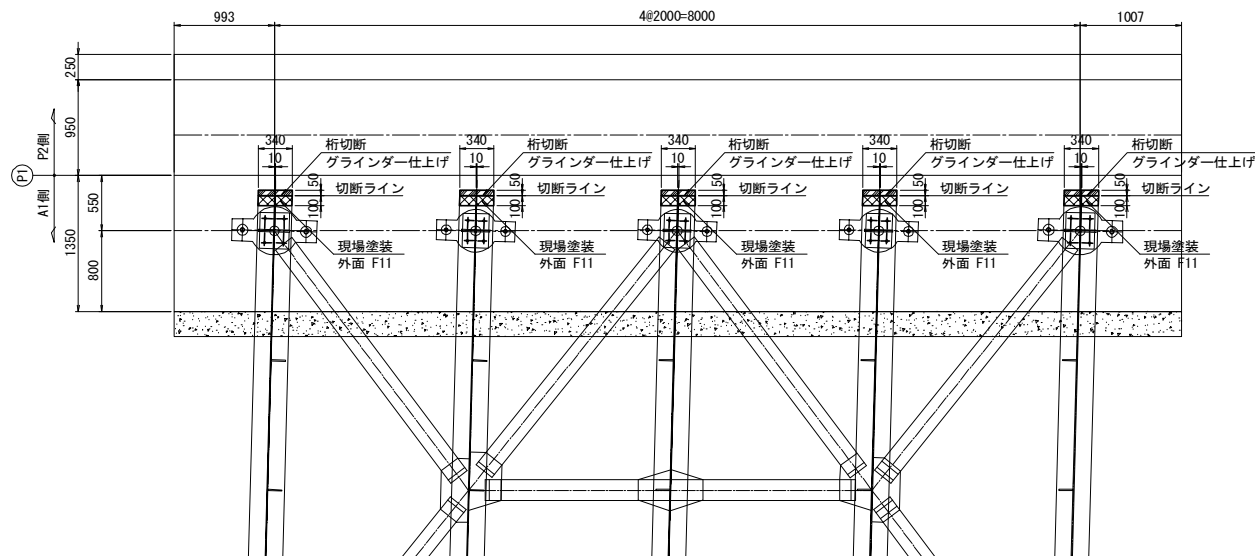 993
4@2000=8000
1007
250
950
P2側
P1
A1側
550
1350
800
340
10
桁切断
グラインダー仕上げ
50
切断ライン
100
現場塗装
外面 F11
340
10
桁切断
グラインダー仕上げ
50
切断ライン
100
現場塗装
外面 F11
340
10
桁切断
グラインダー仕上げ
50
切断ライン
100
現場塗装
外面 F11
340
10
桁切断
グラインダー仕上げ
50
切断ライン
100
現場塗装
外面 F11
340
10
桁切断
グラインダー仕上げ
50
切断ライン
100
現場塗装
外面 F11